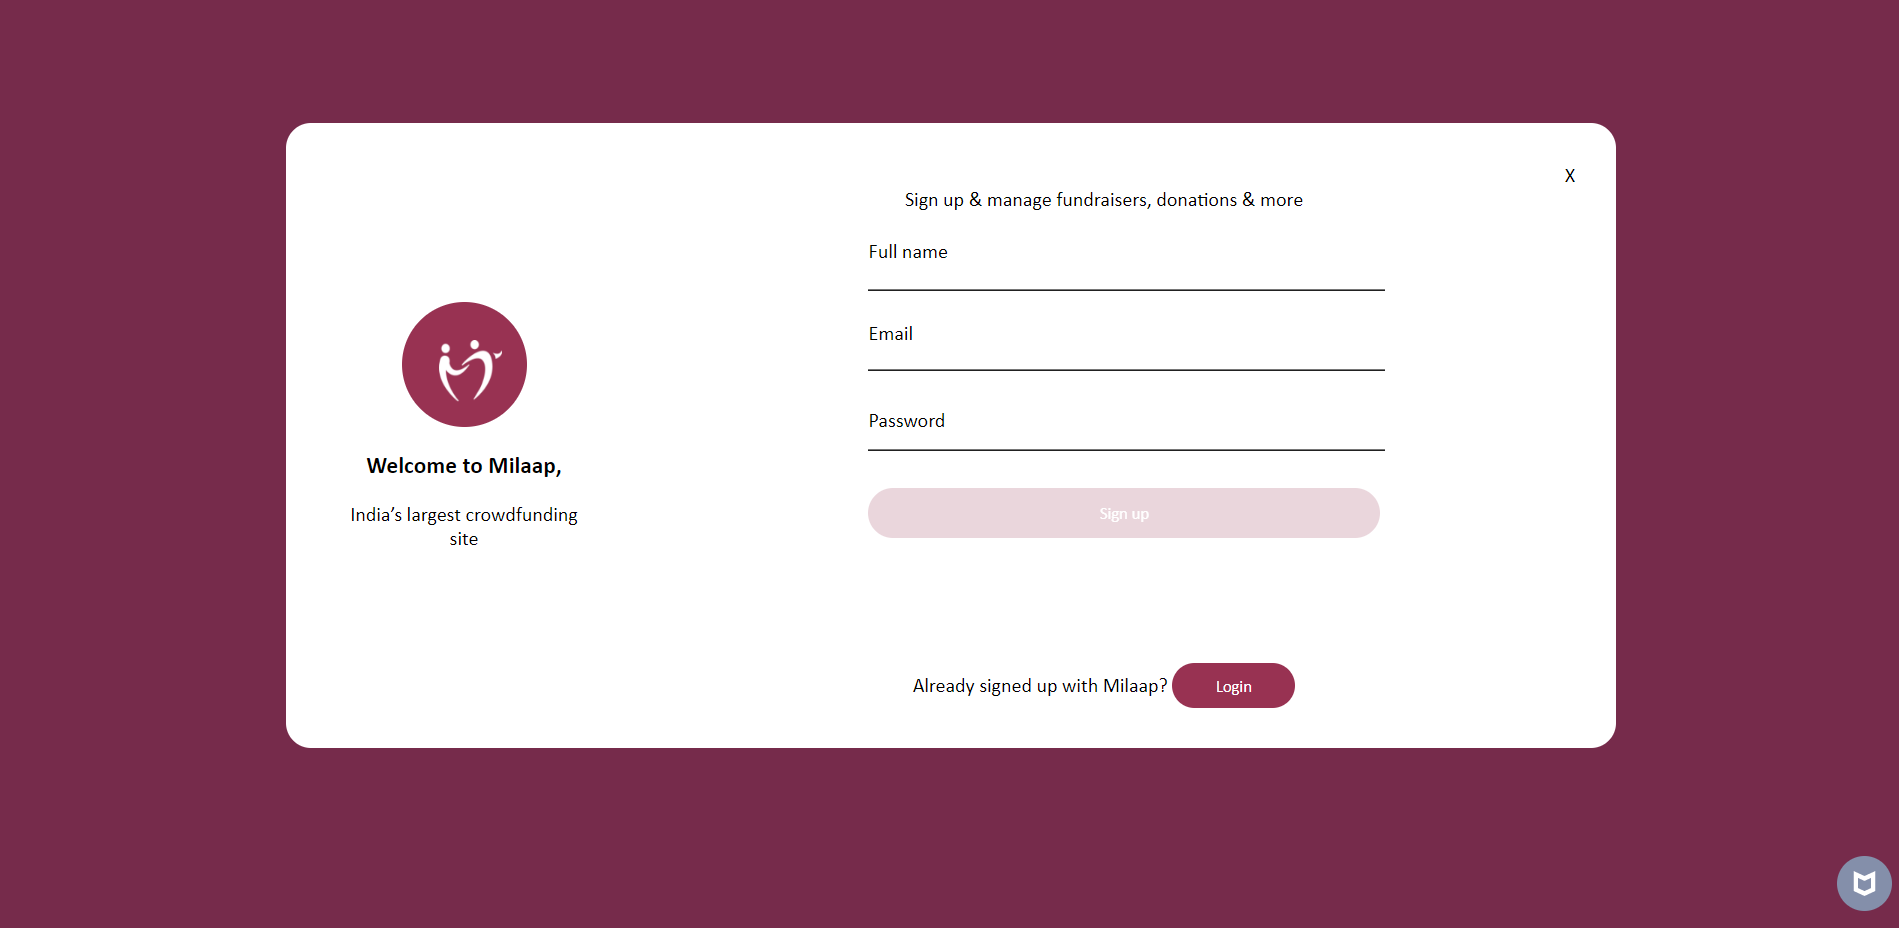 X
Sign up & manage fundraisers, donations & more
Full name
Email
Password
Sign up
Already signed up with Milaap? Login
Welcome to Milaap,
India’s largest crowdfunding
site